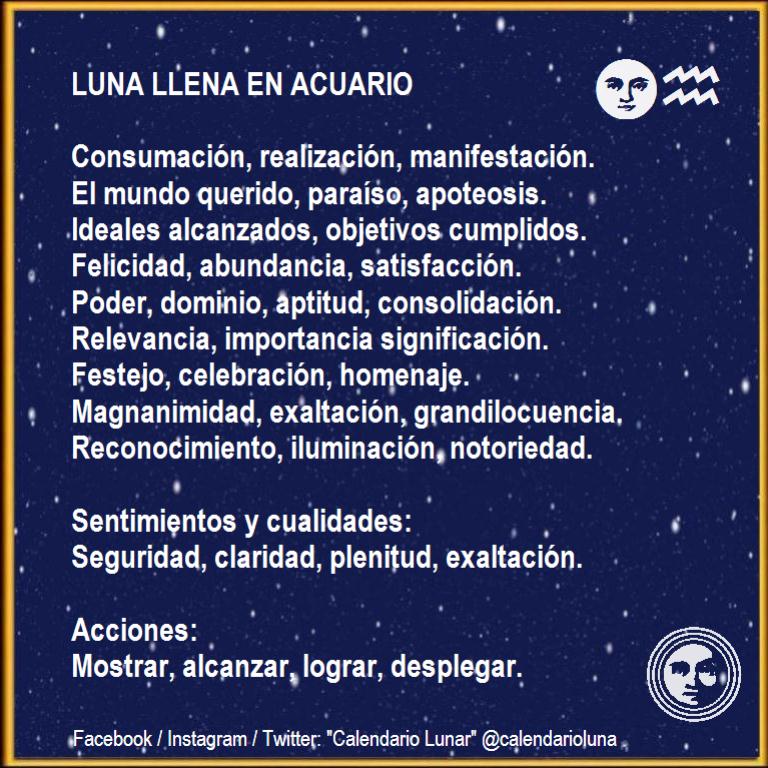 LUNA LLENA EN ACUARIO
Consumación, realización, manifestación.
El mundo querido, paraíso, apoteosis.
Ideales alcanzados, objetivos cumplidos.
Felicidad, abundancia, satisfacción.
Poder, dominio, aptitud, consolidación.
Relevancia, importancia significación.
Festejo, celebración, homenaje.
Magnanimidad, exaltación, grandilocuencia.
Reconocimiento, iluminación, notoriedad.
Sentimientos y cualidades:
Seguridad, claridad, plenitud, exaltación.
Acciones:
Mostrar, alcanzar, lograr, desplegar.
Facebook / Instagram / Twitter: "Calendario Lunar" @calendarioluna